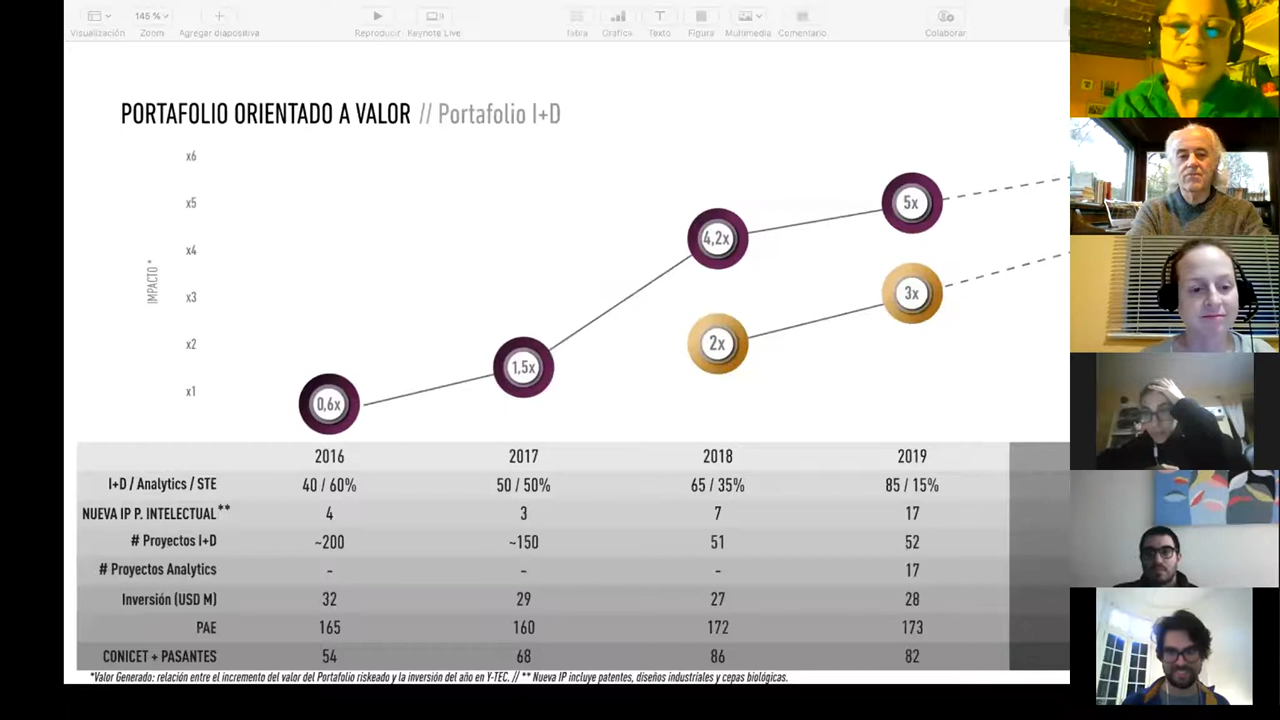 Visualización
145 %
Zoom
Agregar diapositiva
Reproducir
Keynote Live
Tabla
Gráfica
Texto
Figura
Multimedia
Comentario
Colaborar
PORTAFOLIO ORIENTADO A VALOR // Portafolio I+D
IMPACTO *
x6
x5
x4
x3
x2
x1
0,6x
1,5x
4,2x
5x
2x
3x
2016 2017 2018 2019
I+D / Analytics / STE 40 / 60% 50 / 50% 65 / 35% 85 / 15%
NUEVA IP P. INTELECTUAL** 4 3 7 17
# Proyectos I+D ~200 ~150 51 52
# Proyectos Analytics - - - 17
Inversión (USD M) 32 29 27 28
PAE 165 160 172 173
CONICET + PASANTES 54 68 86 82
*Valor Generado: relación entre el incremento del valor del Portafolio riskeado y la inversión del año en Y-TEC. // ** Nueva IP incluye patentes, diseños industriales y cepas biológicas.